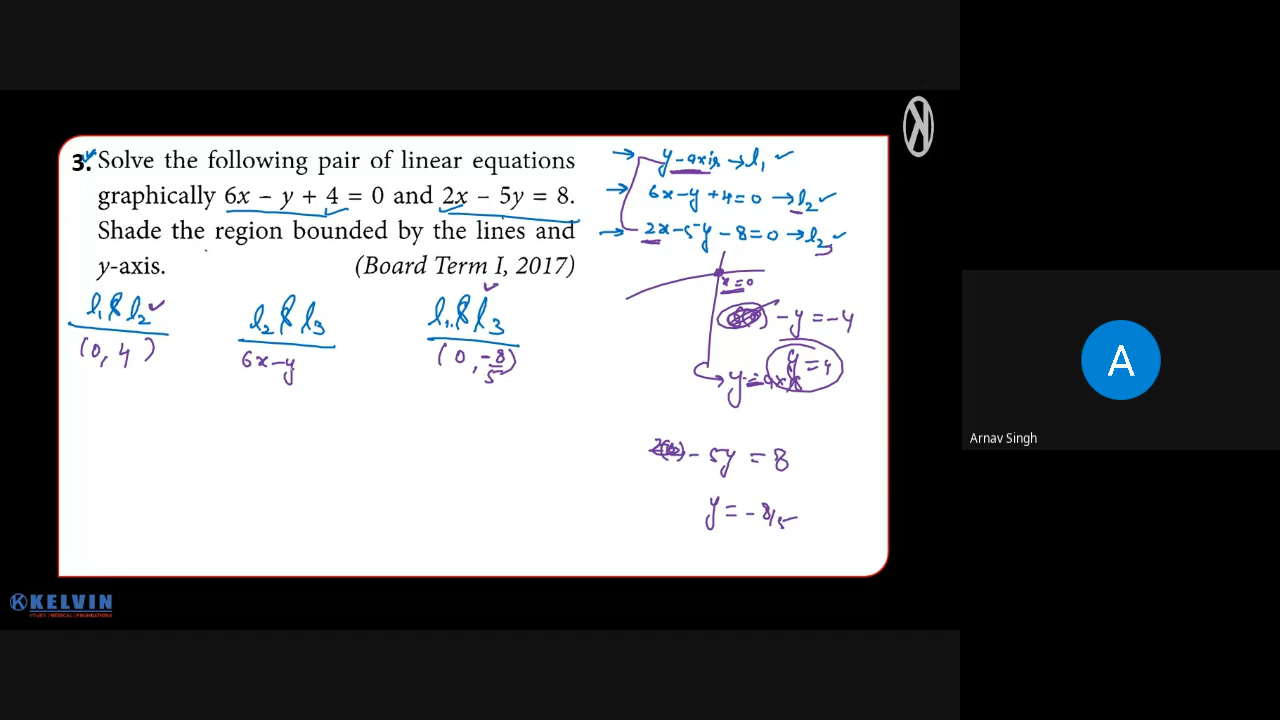 3. Solve the following pair of linear equations
graphically 6x – y + 4 = 0 and 2x – 5y = 8.
Shade the region bounded by the lines and
y-axis. (Board Term I, 2017)
→ y-axis → l₁ ✓
→ 6x-y+4=0 → l₂ ✓
→ 2x-5y-8=0 → l₃ ✓
l₁ & l₂ ✓
(0, 4)
l₂ & l₃
6x-y
l₁ & l₃ ✓
(0, -8/5)
x=0
-y=-4
y=4
-5y=8
y=-8/5
KELVIN
A
Arnav Singh